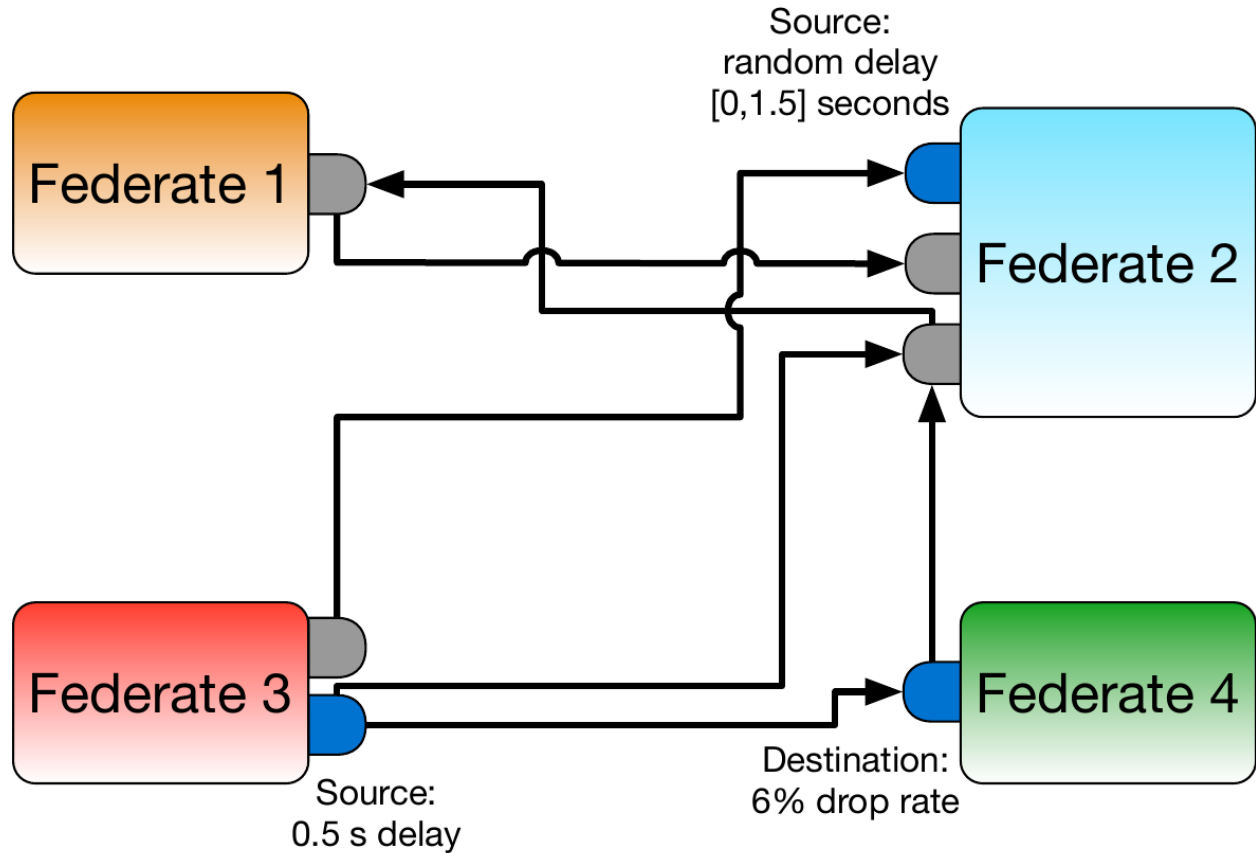 Source:
random delay
[0,1.5] seconds
Federate 1
Federate 2
Federate 3
Federate 4
Source:
0.5 s delay
Destination:
6% drop rate